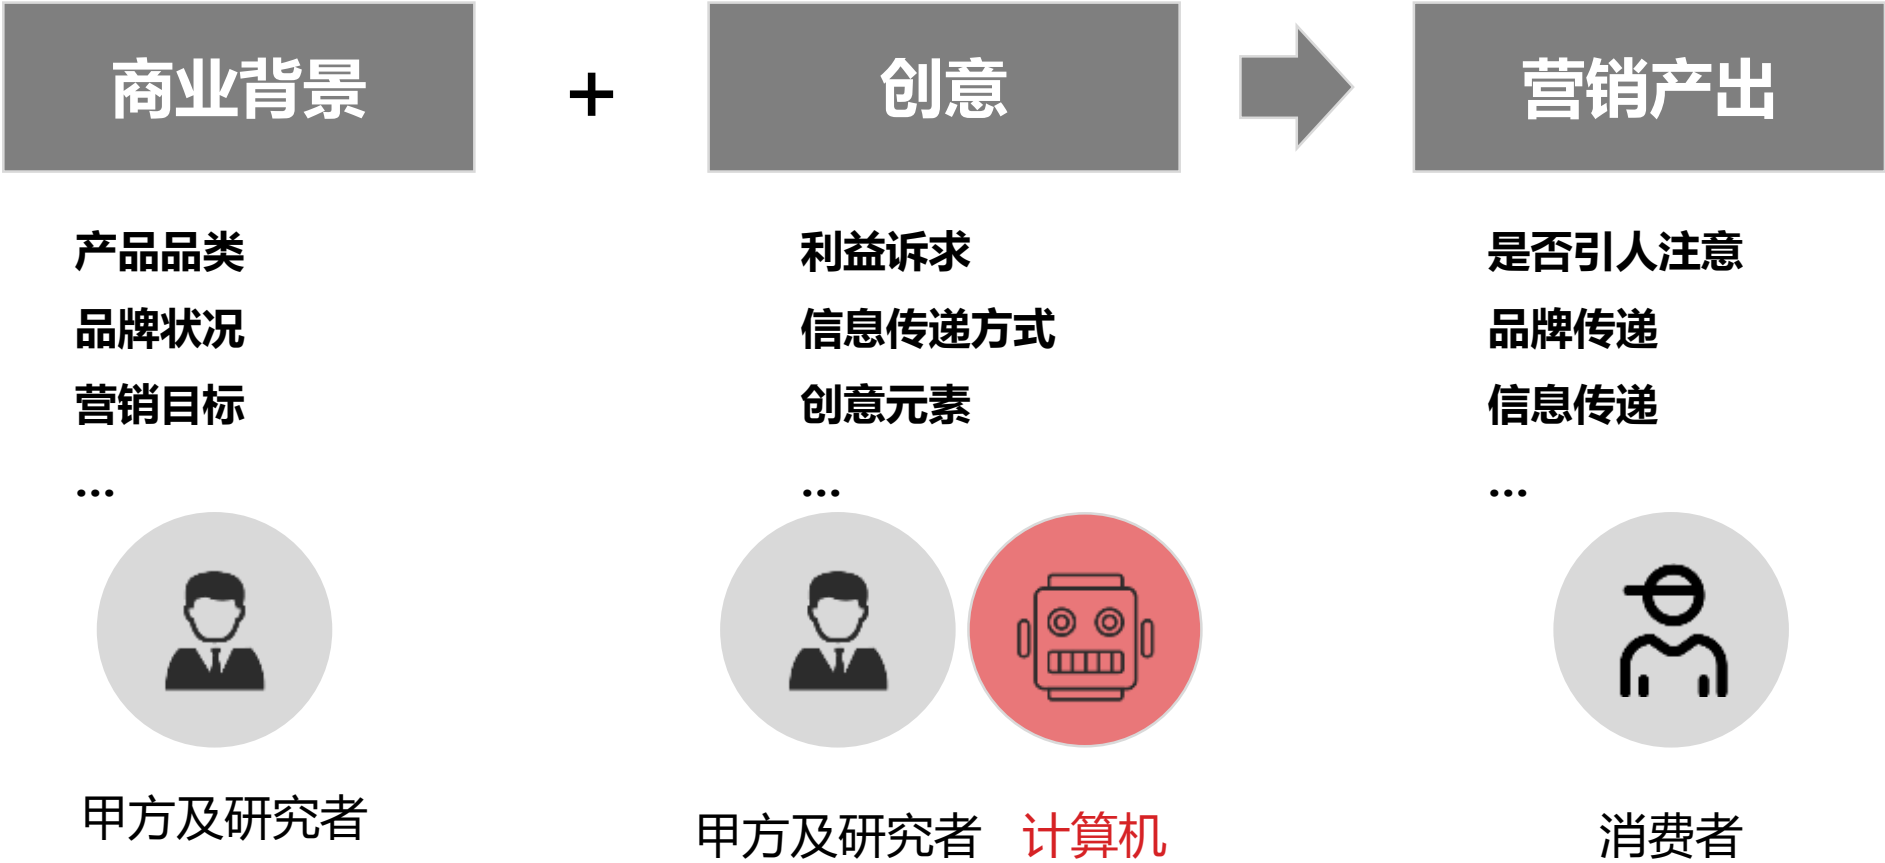 商业背景
+
创意
营销产出
产品品类
品牌状况
营销目标
...
利益诉求
信息传递方式
创意元素
...
是否引人注意
品牌传递
信息传递
...
甲方及研究者
甲方及研究者
计算机
消费者